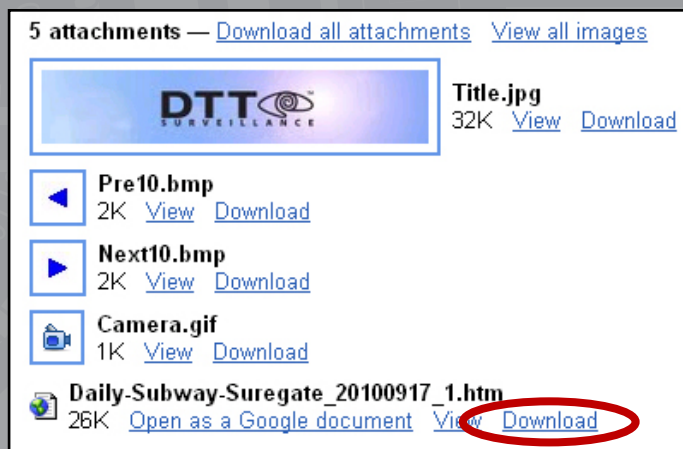 5 attachments — Download all attachments View all images
DTT™
SURVEILLANCE
Title.jpg
32K View Download
Pre10.bmp
2K View Download
Next10.bmp
2K View Download
Camera.gif
1K View Download
Daily-Subway-Suregate_20100917_1.htm
26K Open as a Google document View Download